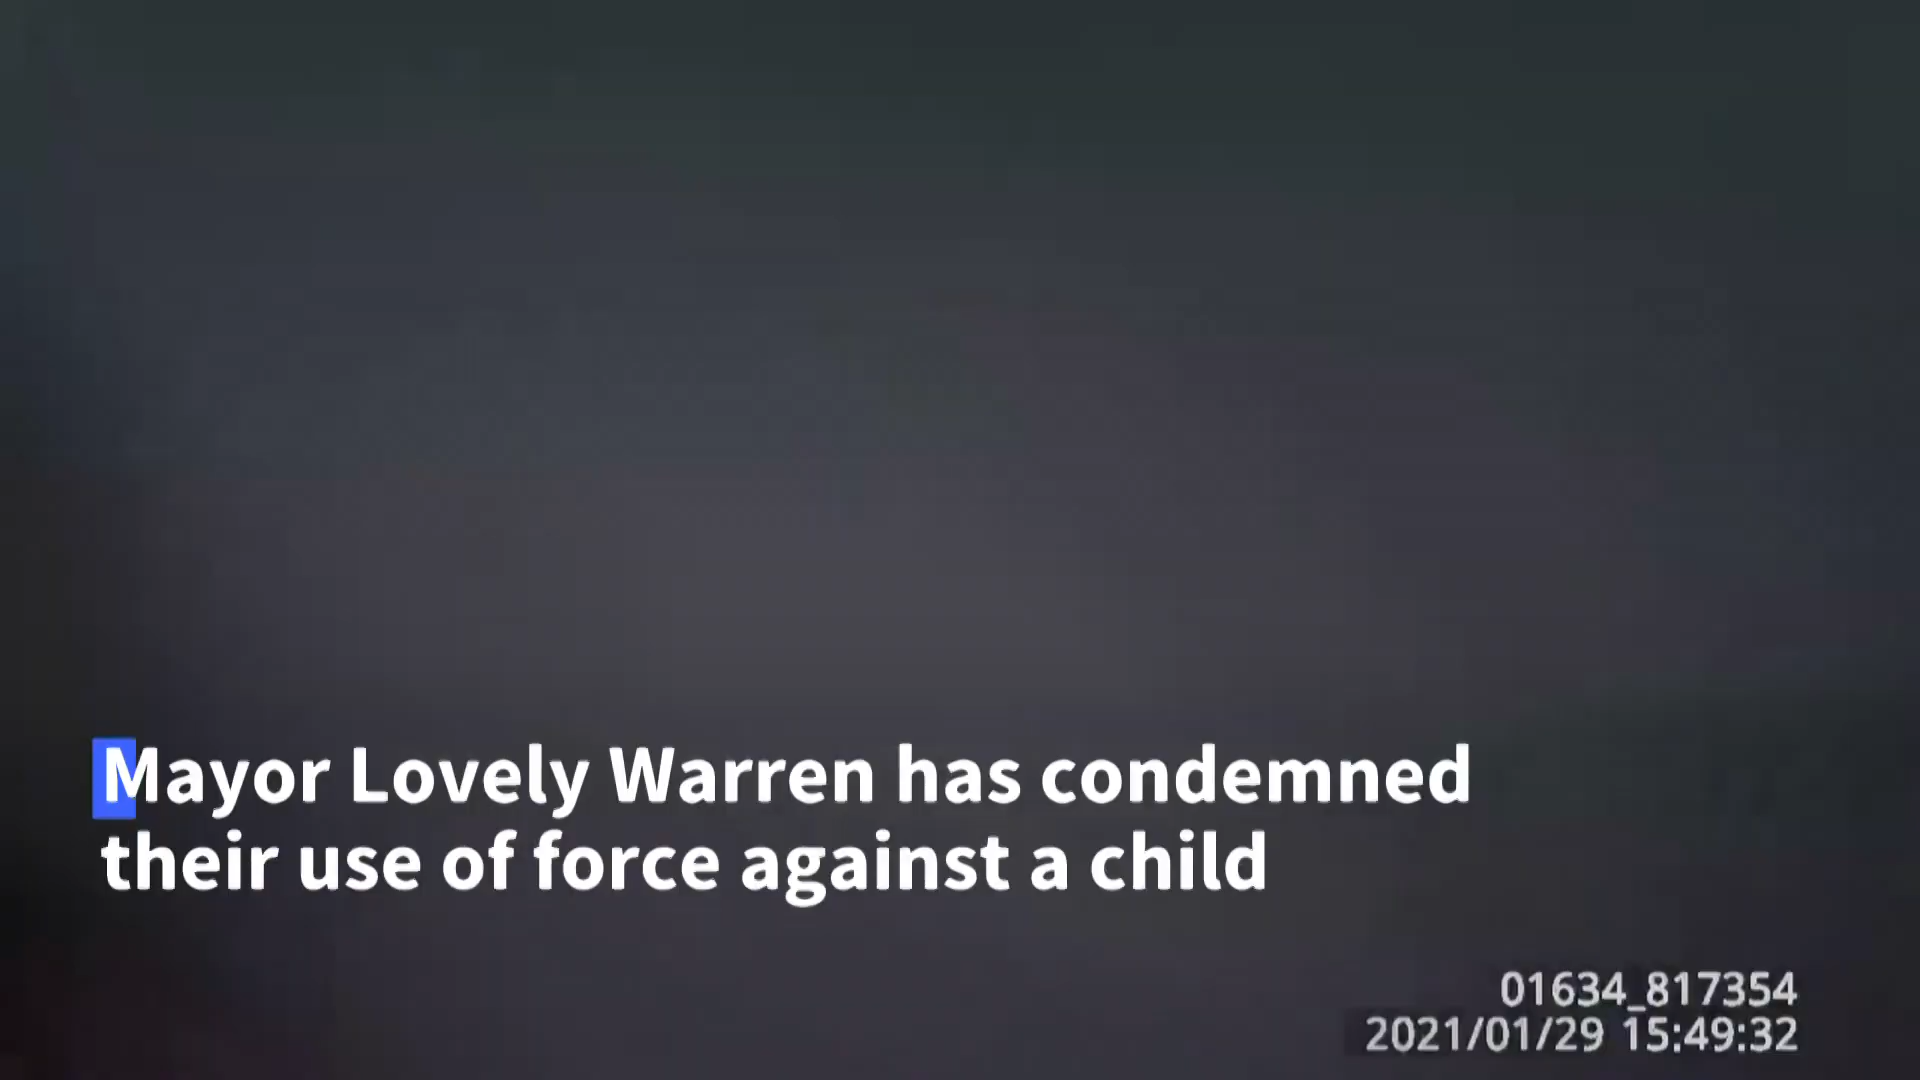 Mayor Lovely Warren has condemned
their use of force against a child
01634_817354
2021/01/29 15:49:32